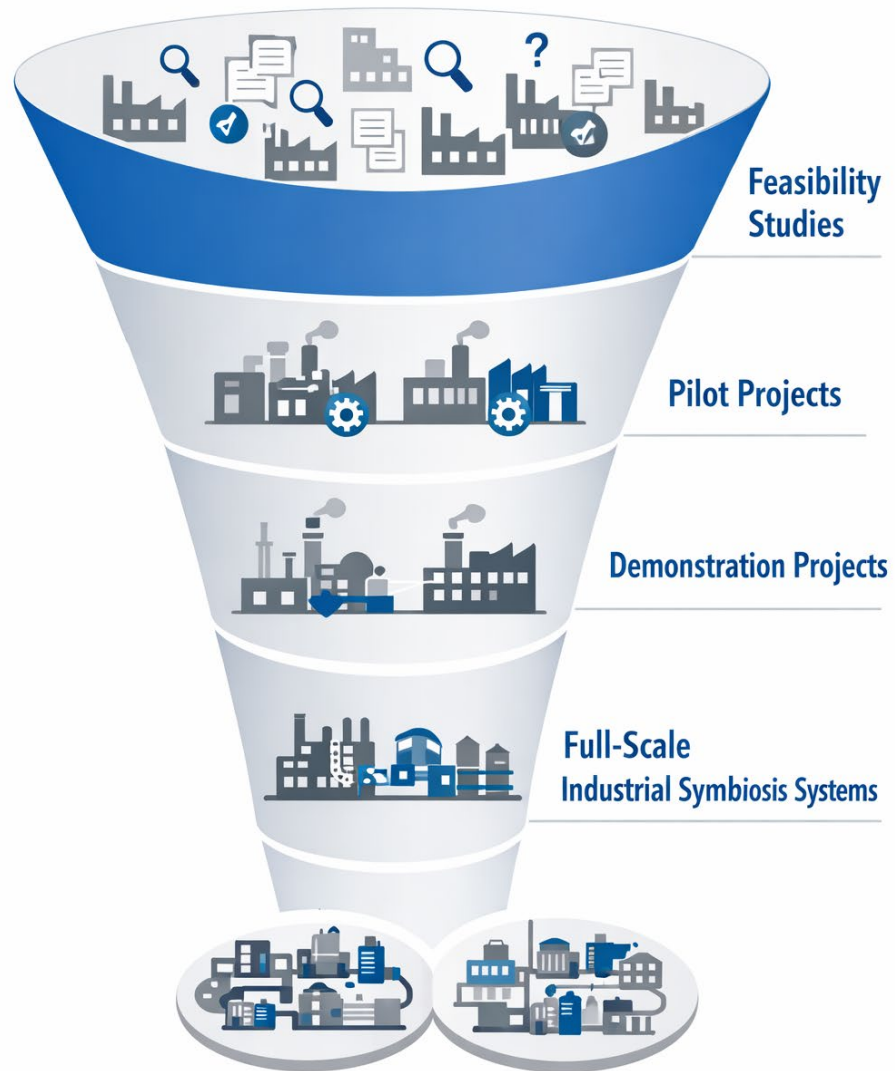 ?
Feasibility
Studies
Pilot Projects
Demonstration Projects
Full-Scale
Industrial Symbiosis Systems